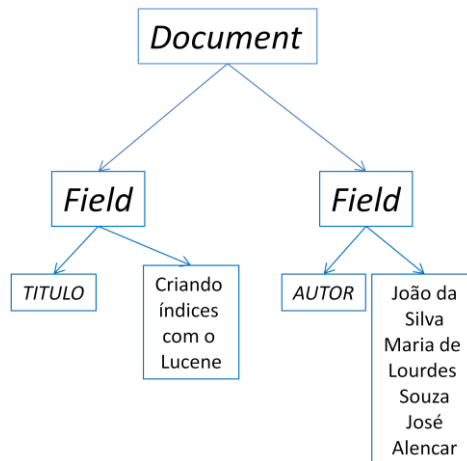 Document
Field
Field
TITULO
Criando
índices
com o
Lucene
AUTOR
João da
Silva
Maria de
Lourdes
Souza
José
Alencar